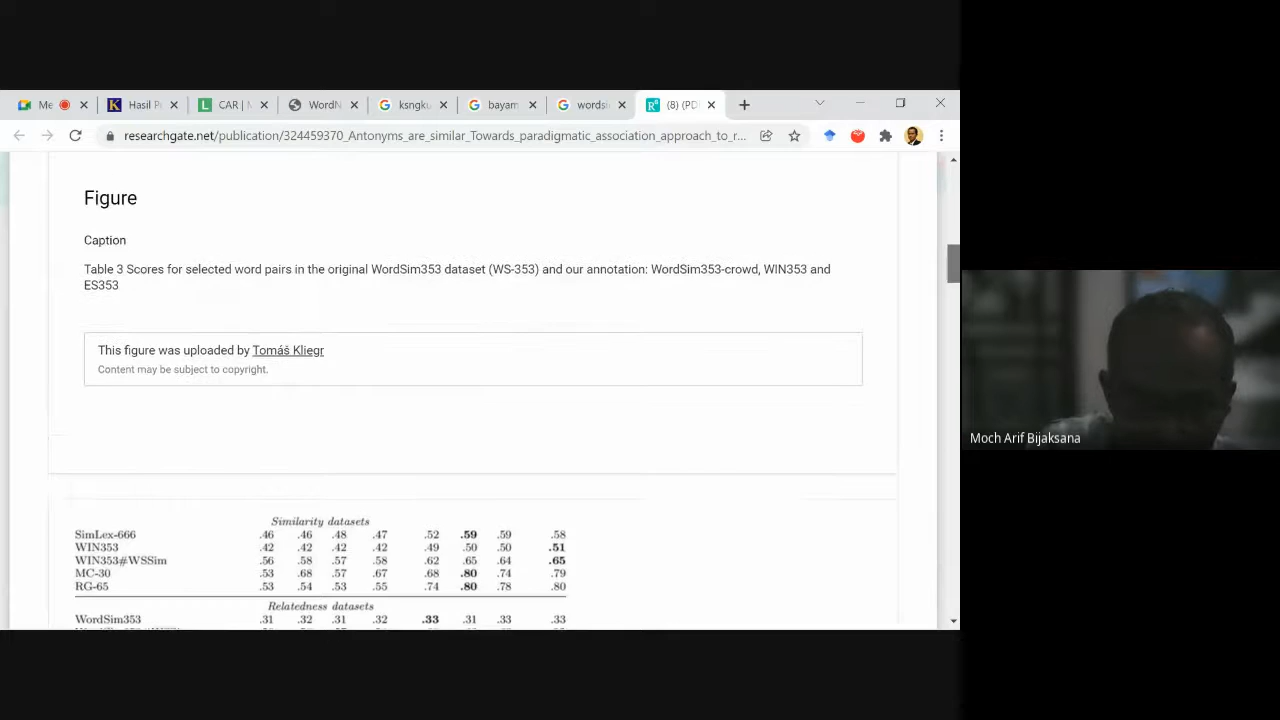 Me
Hasil P
CAR | M
WordN
ksngku
bayam
words
(8) (PD
researchgate.net/publication/324459370_Antonyms_are_similar_Towards_paradigmatic_association_approach_to_r...
Figure
Caption
Table 3 Scores for selected word pairs in the original WordSim353 dataset (WS-353) and our annotation: WordSim353-crowd, WIN353 and
ES353
This figure was uploaded by Tomáš Kliegr
Content may be subject to copyright.
Similarity datasets
SimLex-666 .46 .46 .48 .47 .52 .59 .59 .58
WIN353 .42 .42 .42 .42 .49 .50 .50 .51
WIN353#WSSim .56 .58 .57 .58 .62 .65 .64 .65
MC-30 .53 .68 .57 .67 .68 .80 .74 .79
RG-65 .53 .54 .53 .55 .74 .80 .78 .80
Relatedness datasets
WordSim353 .31 .32 .31 .32 .33 .31 .33 .33
Moch Arif Bijaksana